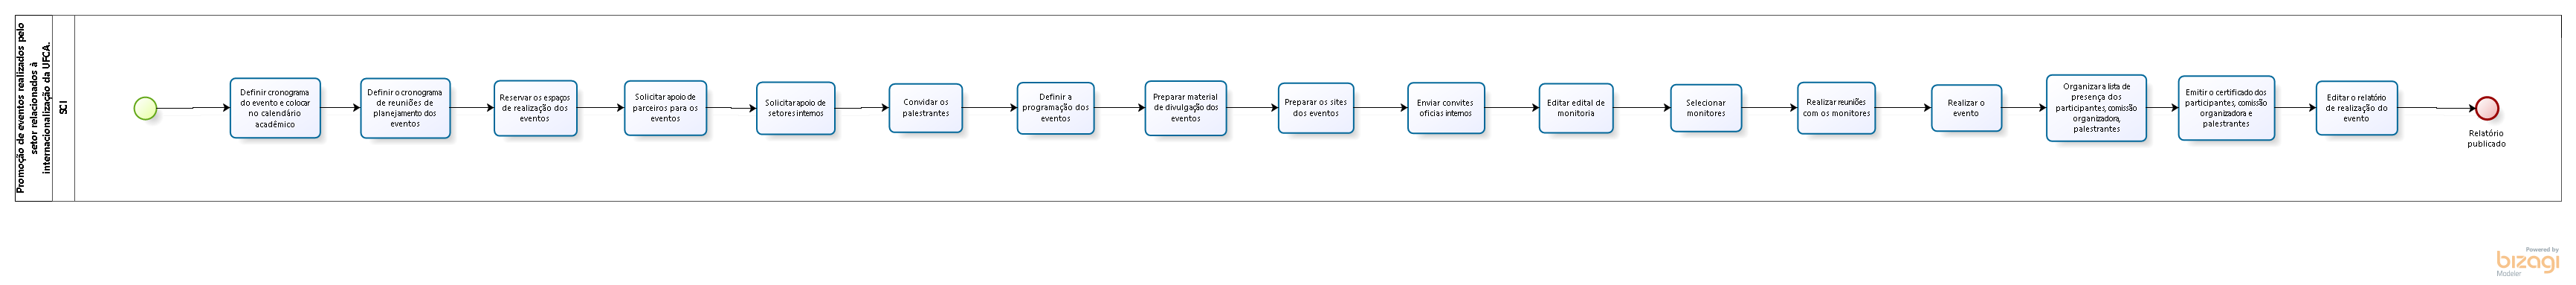 Promoção de eventos realizados pelo
setor relacionados à
internacionalização da UFCA.
SCI
Definir cronograma
do evento e colocar
no calendário
acadêmico
Definir o cronograma
de reuniões de
planejamento dos
eventos
Reservar os espaços
de realização dos
eventos
Solicitar apoio de
parceiros para os
eventos
Solicitar apoio de
setores internos
Convidar os
palestrantes
Definir a
programação dos
eventos
Preparar material
de divulgação dos
eventos
Preparar os sites
dos eventos
Enviar convites
oficias internos
Editar edital de
monitoria
Selecionar
monitores
Realizar reuniões
com os monitores
Realizar o
evento
Organizar a lista de
presença dos
participantes, comissão
organizadora,
palestrantes
Emitir o certificado dos
participantes, comissão
organizadora e
palestrantes
Editar o relatório
de realização do
evento
Relatório
publicado
Powered by
bizagi
Modeler